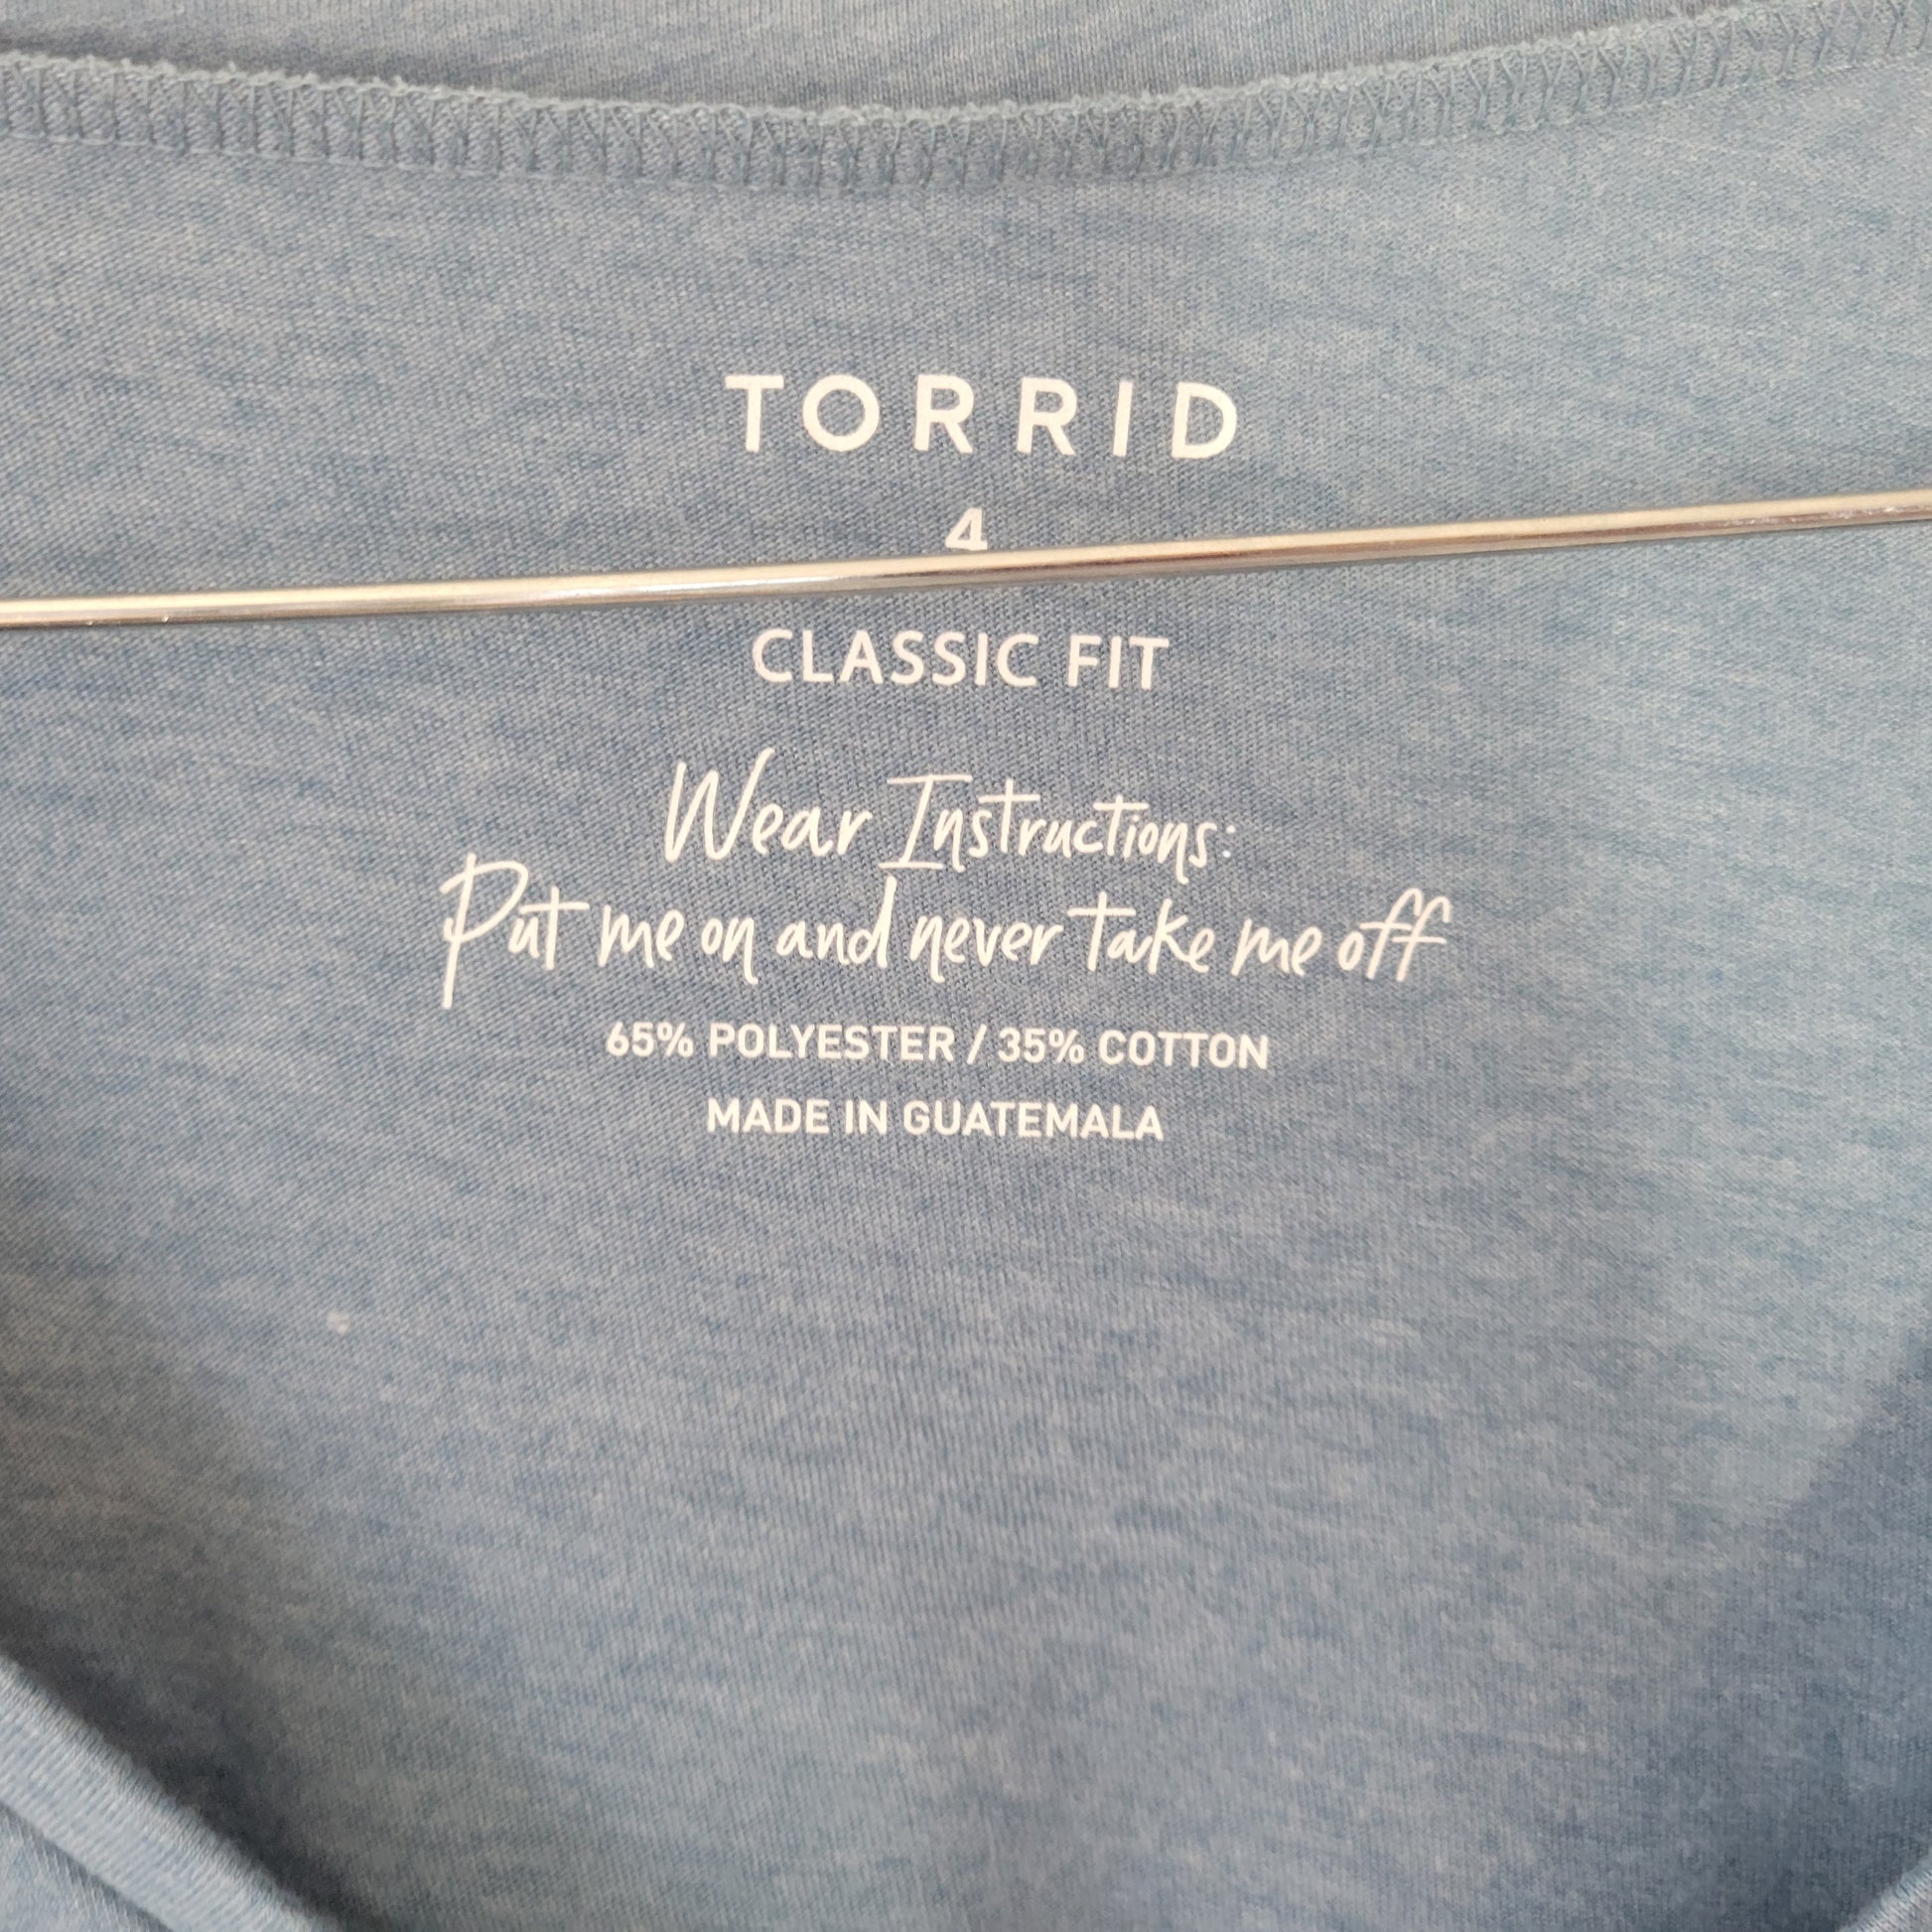 TORRID
4
CLASSIC FIT
Wear Instructions:
Put me on and never take me off
65% POLYESTER / 35% COTTON
MADE IN GUATEMALA